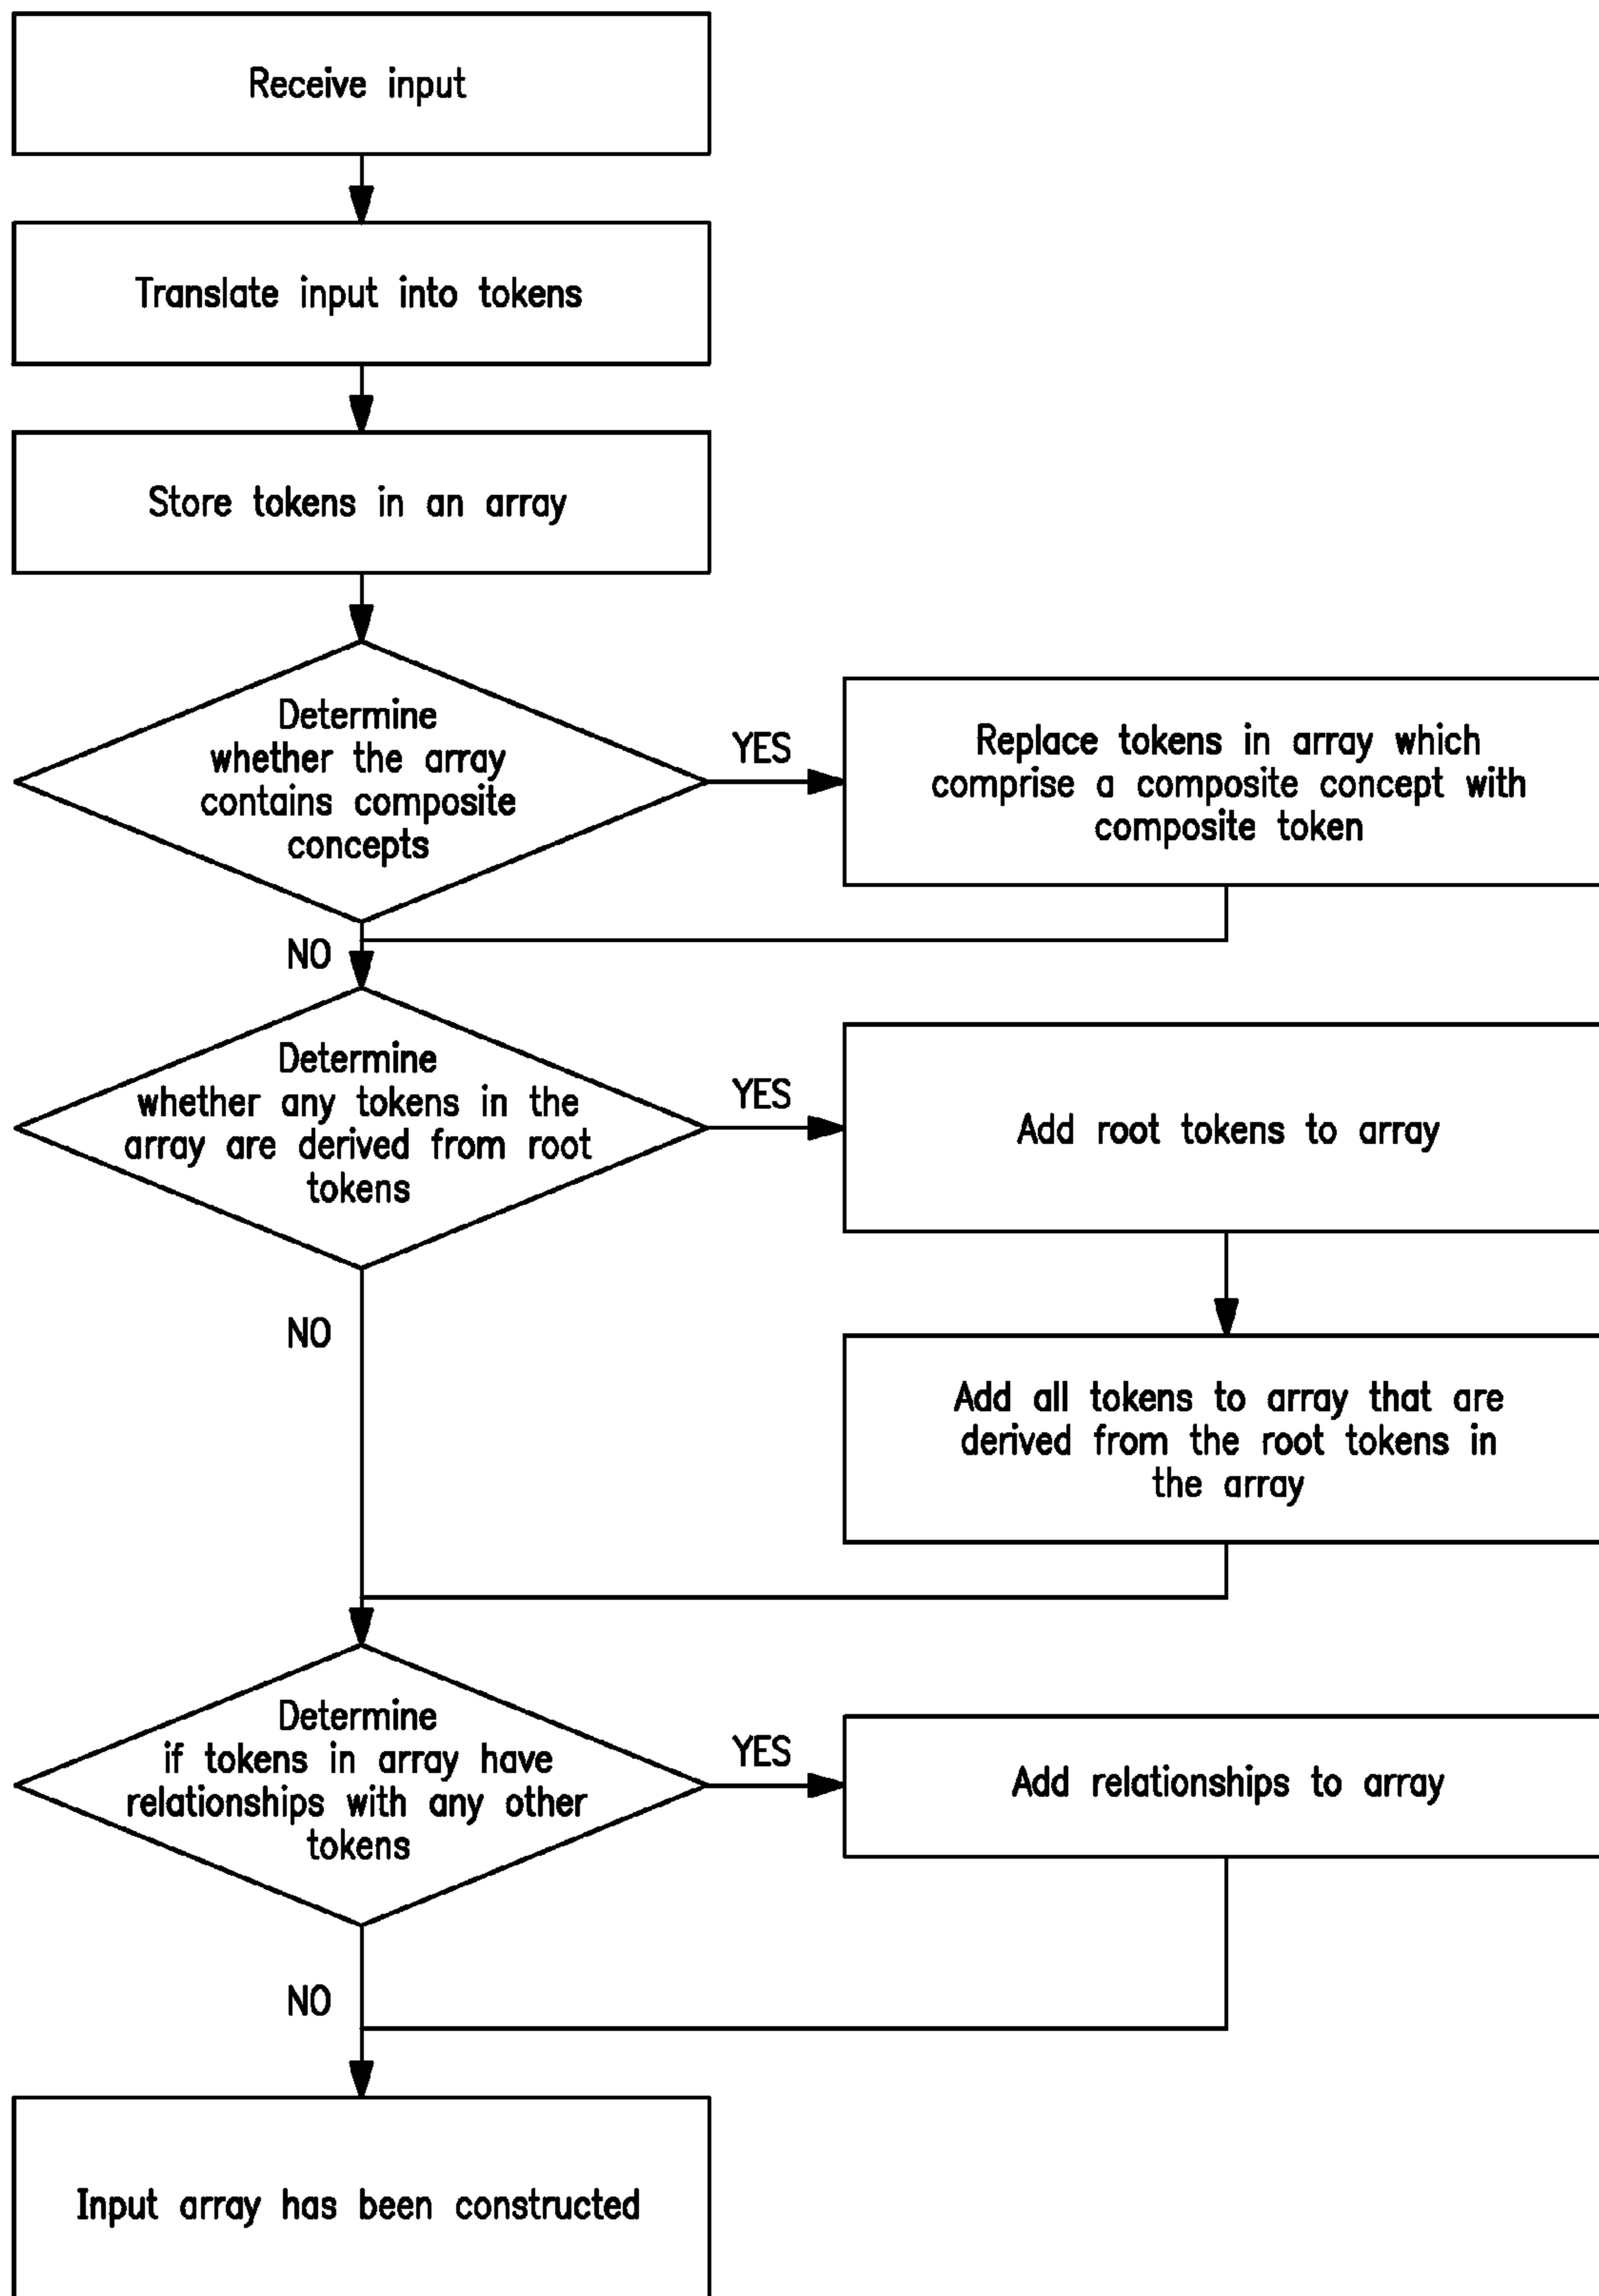 Receive input
Translate input into tokens
Store tokens in an array
Determine
whether the array
contains composite
concepts
YES
Replace tokens in array which
comprise a composite concept with
composite token
NO
Determine
whether any tokens in the
array are derived from root
tokens
YES
Add root tokens to array
NO
Add all tokens to array that are
derived from the root tokens in
the array
Determine
if tokens in array have
relationships with any other
tokens
YES
Add relationships to array
NO
Input array has been constructed